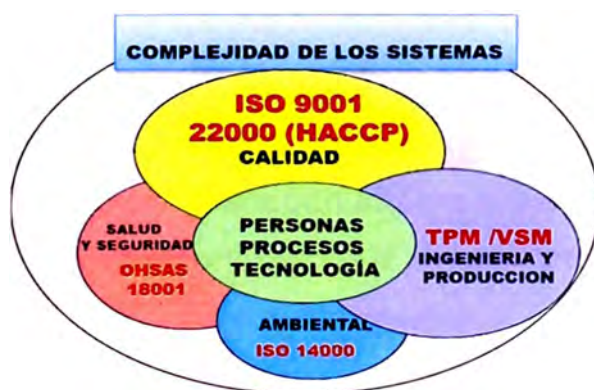 COMPLEJIDAD DE LOS SISTEMAS
ISO 9001
22000 (HACCP)
CALIDAD
SALUD
Y SEGURIDAD
OHSAS
18001
PERSONAS
PROCESOS
TECNOLOGÍA
TPM /VSM
INGENIERIA Y
PRODUCCION
AMBIENTAL
ISO 14000